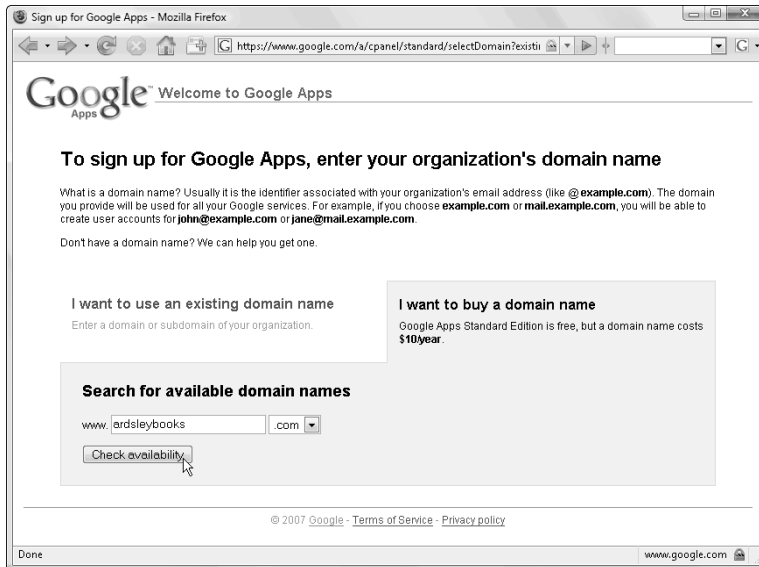 Sign up for Google Apps - Mozilla Firefox
G https://www.google.com/a/cpanel/standard/selectDomain?existi
G
Google™ Welcome to Google Apps
Apps
To sign up for Google Apps, enter your organization's domain name
What is a domain name? Usually it is the identifier associated with your organization's email address (like @example.com). The domain
you provide will be used for all your Google services. For example, if you choose example.com or mail.example.com, you will be able to
create user accounts for john@example.com or jane@mail.example.com.
Don't have a domain name? We can help you get one.
I want to use an existing domain name
Enter a domain or subdomain of your organization.
I want to buy a domain name
Google Apps Standard Edition is free, but a domain name costs
$10/year.
Search for available domain names
www. ardsleybooks .com
Check availability
© 2007 Google - Terms of Service - Privacy policy
Done www.google.com